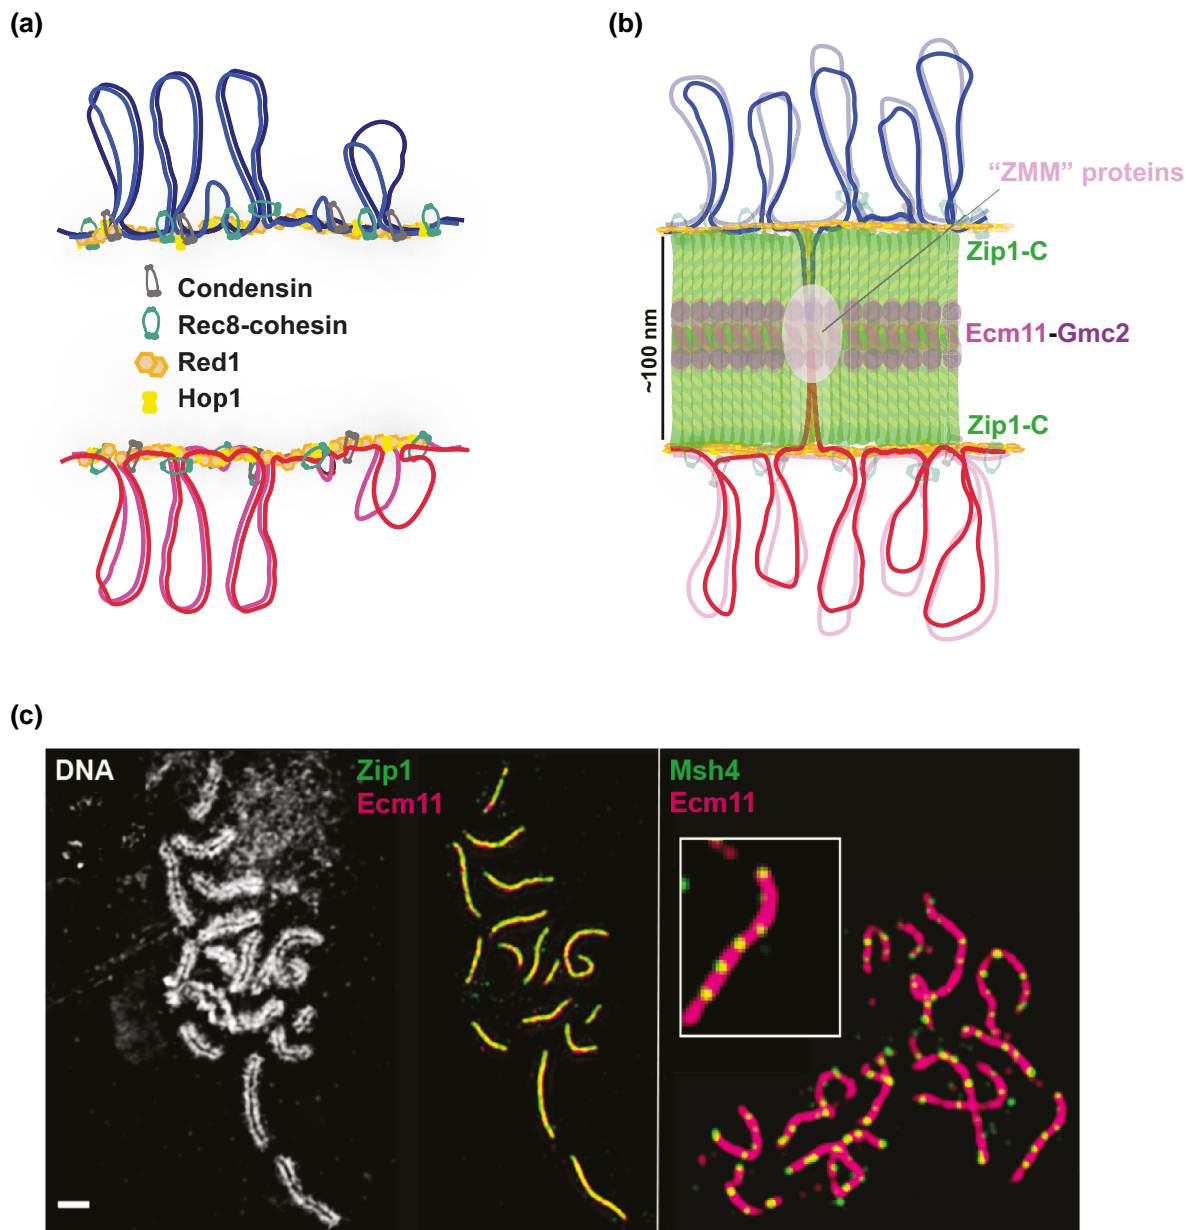 (a)
(b)
"ZMM" proteins
Zip1-C
Condensin
Rec8-cohesin
Red1
Hop1
~100 nm
Ecm11-Gmc2
Zip1-C
(c)
DNA
Zip1
Ecm11
Msh4
Ecm11